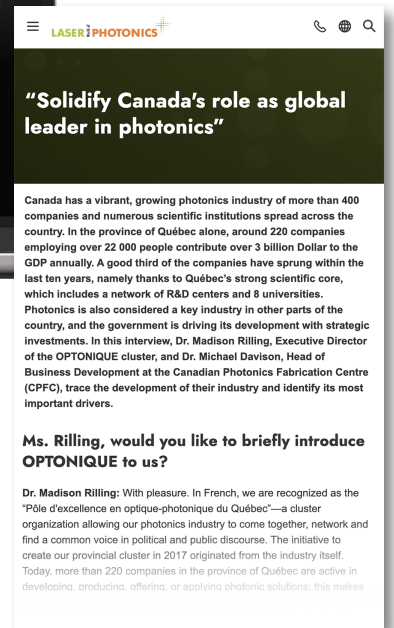 LASER World of PHOTONICS
“Solidify Canada's role as global
leader in photonics”
Canada has a vibrant, growing photonics industry of more than 400
companies and numerous scientific institutions spread across the
country. In the province of Québec alone, around 220 companies
employing over 22 000 people contribute over 3 billion Dollar to the
GDP annually. A good third of the companies have sprung within the
last ten years, namely thanks to Québec’s strong scientific core,
which includes a network of R&D centers and 8 universities.
Photonics is also considered a key industry in other parts of the
country, and the government is driving its development with strategic
investments. In this interview, Dr. Madison Rilling, Executive Director
of the OPTONIQUE cluster, and Dr. Michael Davison, Head of
Business Development at the Canadian Photonics Fabrication Centre
(CPFC), trace the development of their industry and identify its most
important drivers.
Ms. Rilling, would you like to briefly introduce
OPTONIQUE to us?
Dr. Madison Rilling: With pleasure. In French, we are recognized as the
“Pôle d'excellence en optique-photonique du Québec”—a cluster
organization allowing our photonics industry to come together, network and
find a common voice in political and public discourse. The initiative to
create our provincial cluster in 2017 originated from the industry itself.
Today, more than 220 companies in the province of Québec are active in
developing, producing, offering, or applying photonic solutions; this makes